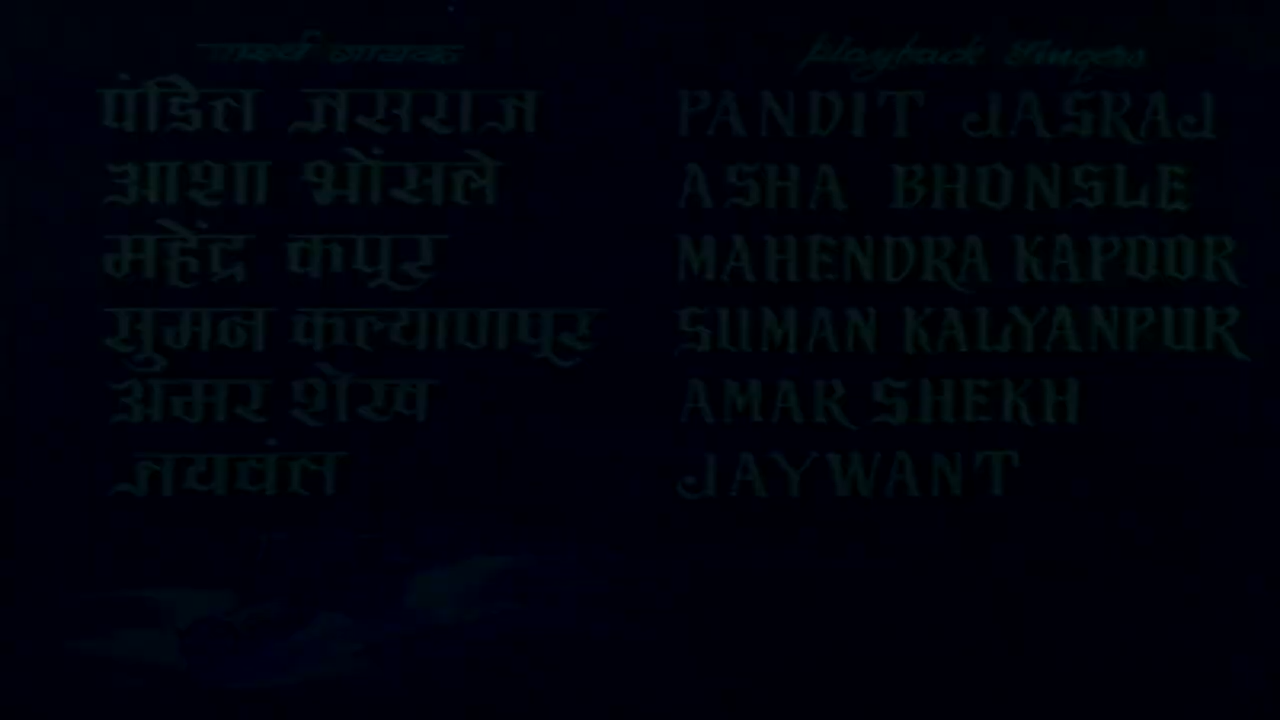 पार्श्व गायक playback Singers
पंडित जसराज PANDIT JASRAJ
आशा भोंसले ASHA BHONSLE
महेंद्र कपूर MAHENDRA KAPOOR
सुमन कल्याणपूर SUMAN KALYANPUR
अमर शेख AMAR SHEKH
जयवंत JAYWANT